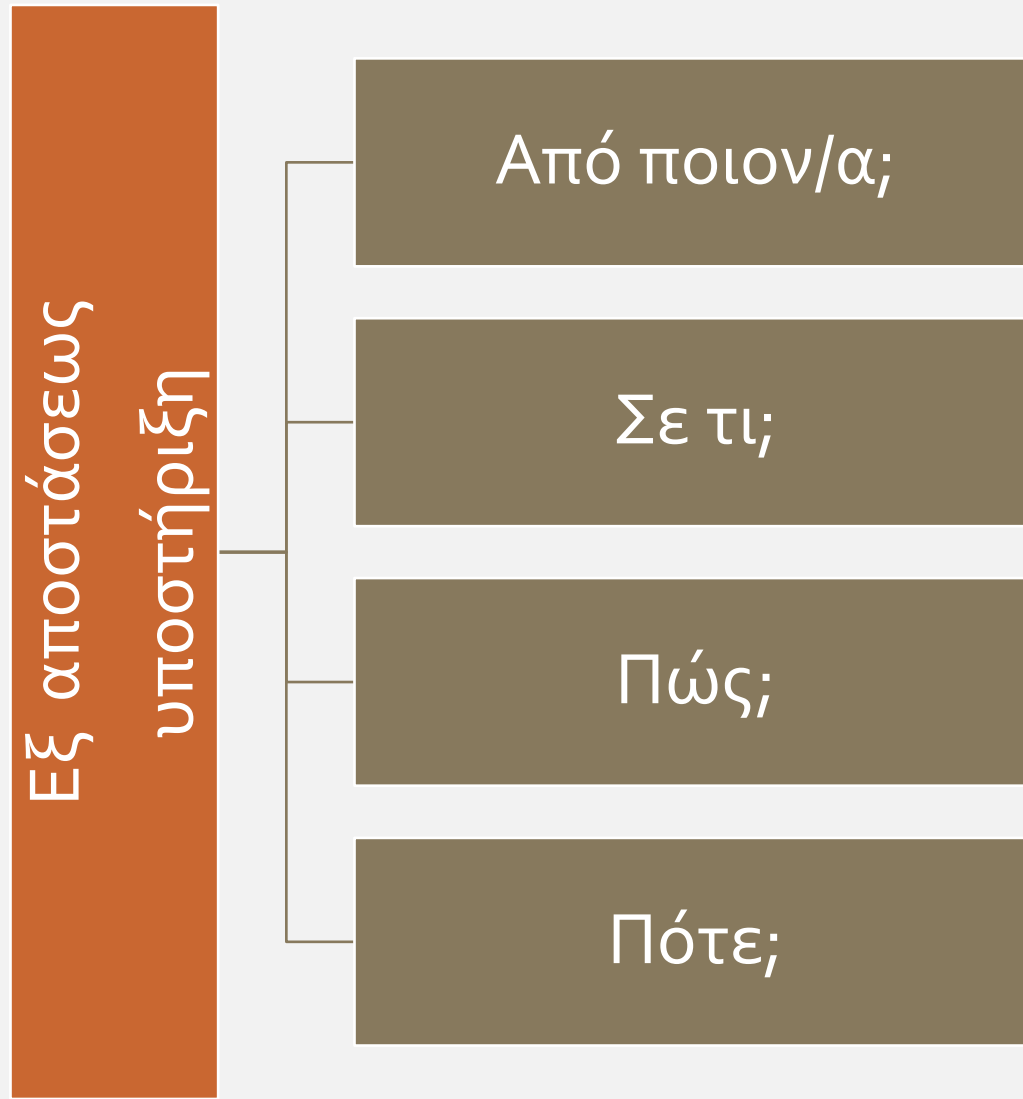 Εξ αποστάσεως
υποστήριξη
Από ποιον/α;
Σε τι;
Πώς;
Πότε;